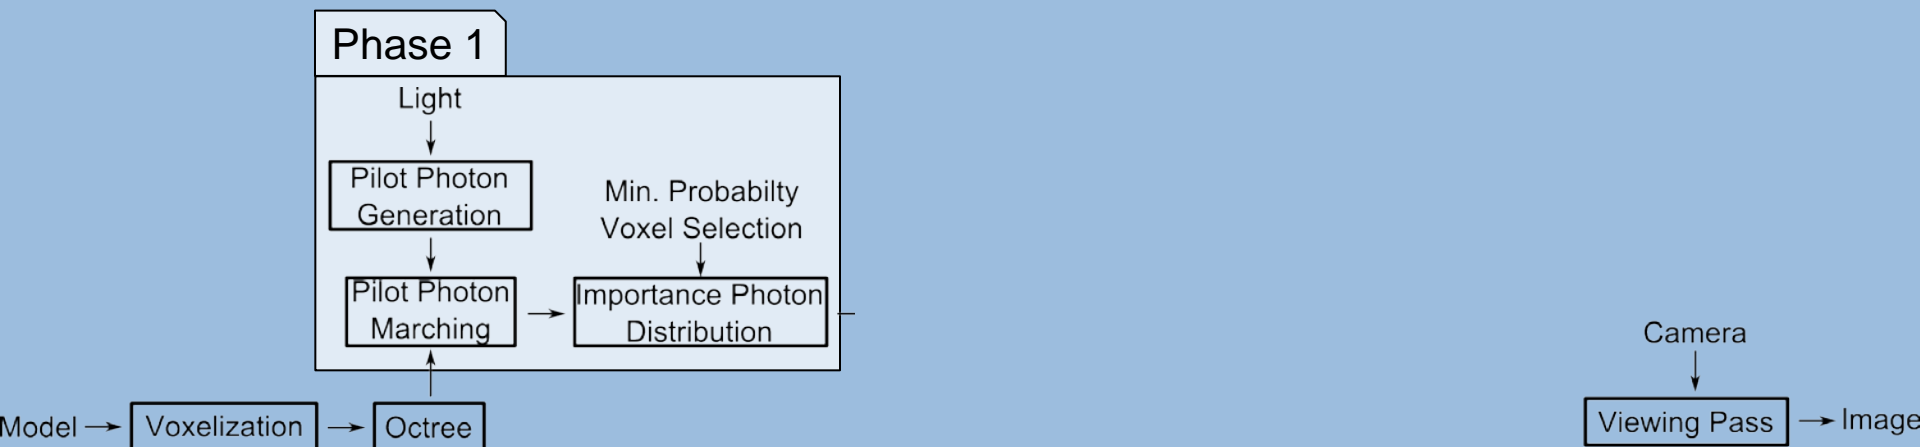 Phase 1
Light
Pilot Photon
Generation
Min. Probabilty
Voxel Selection
Pilot Photon
Marching
Importance Photon
Distribution
Camera
Model
Voxelization
Octree
Viewing Pass
Image